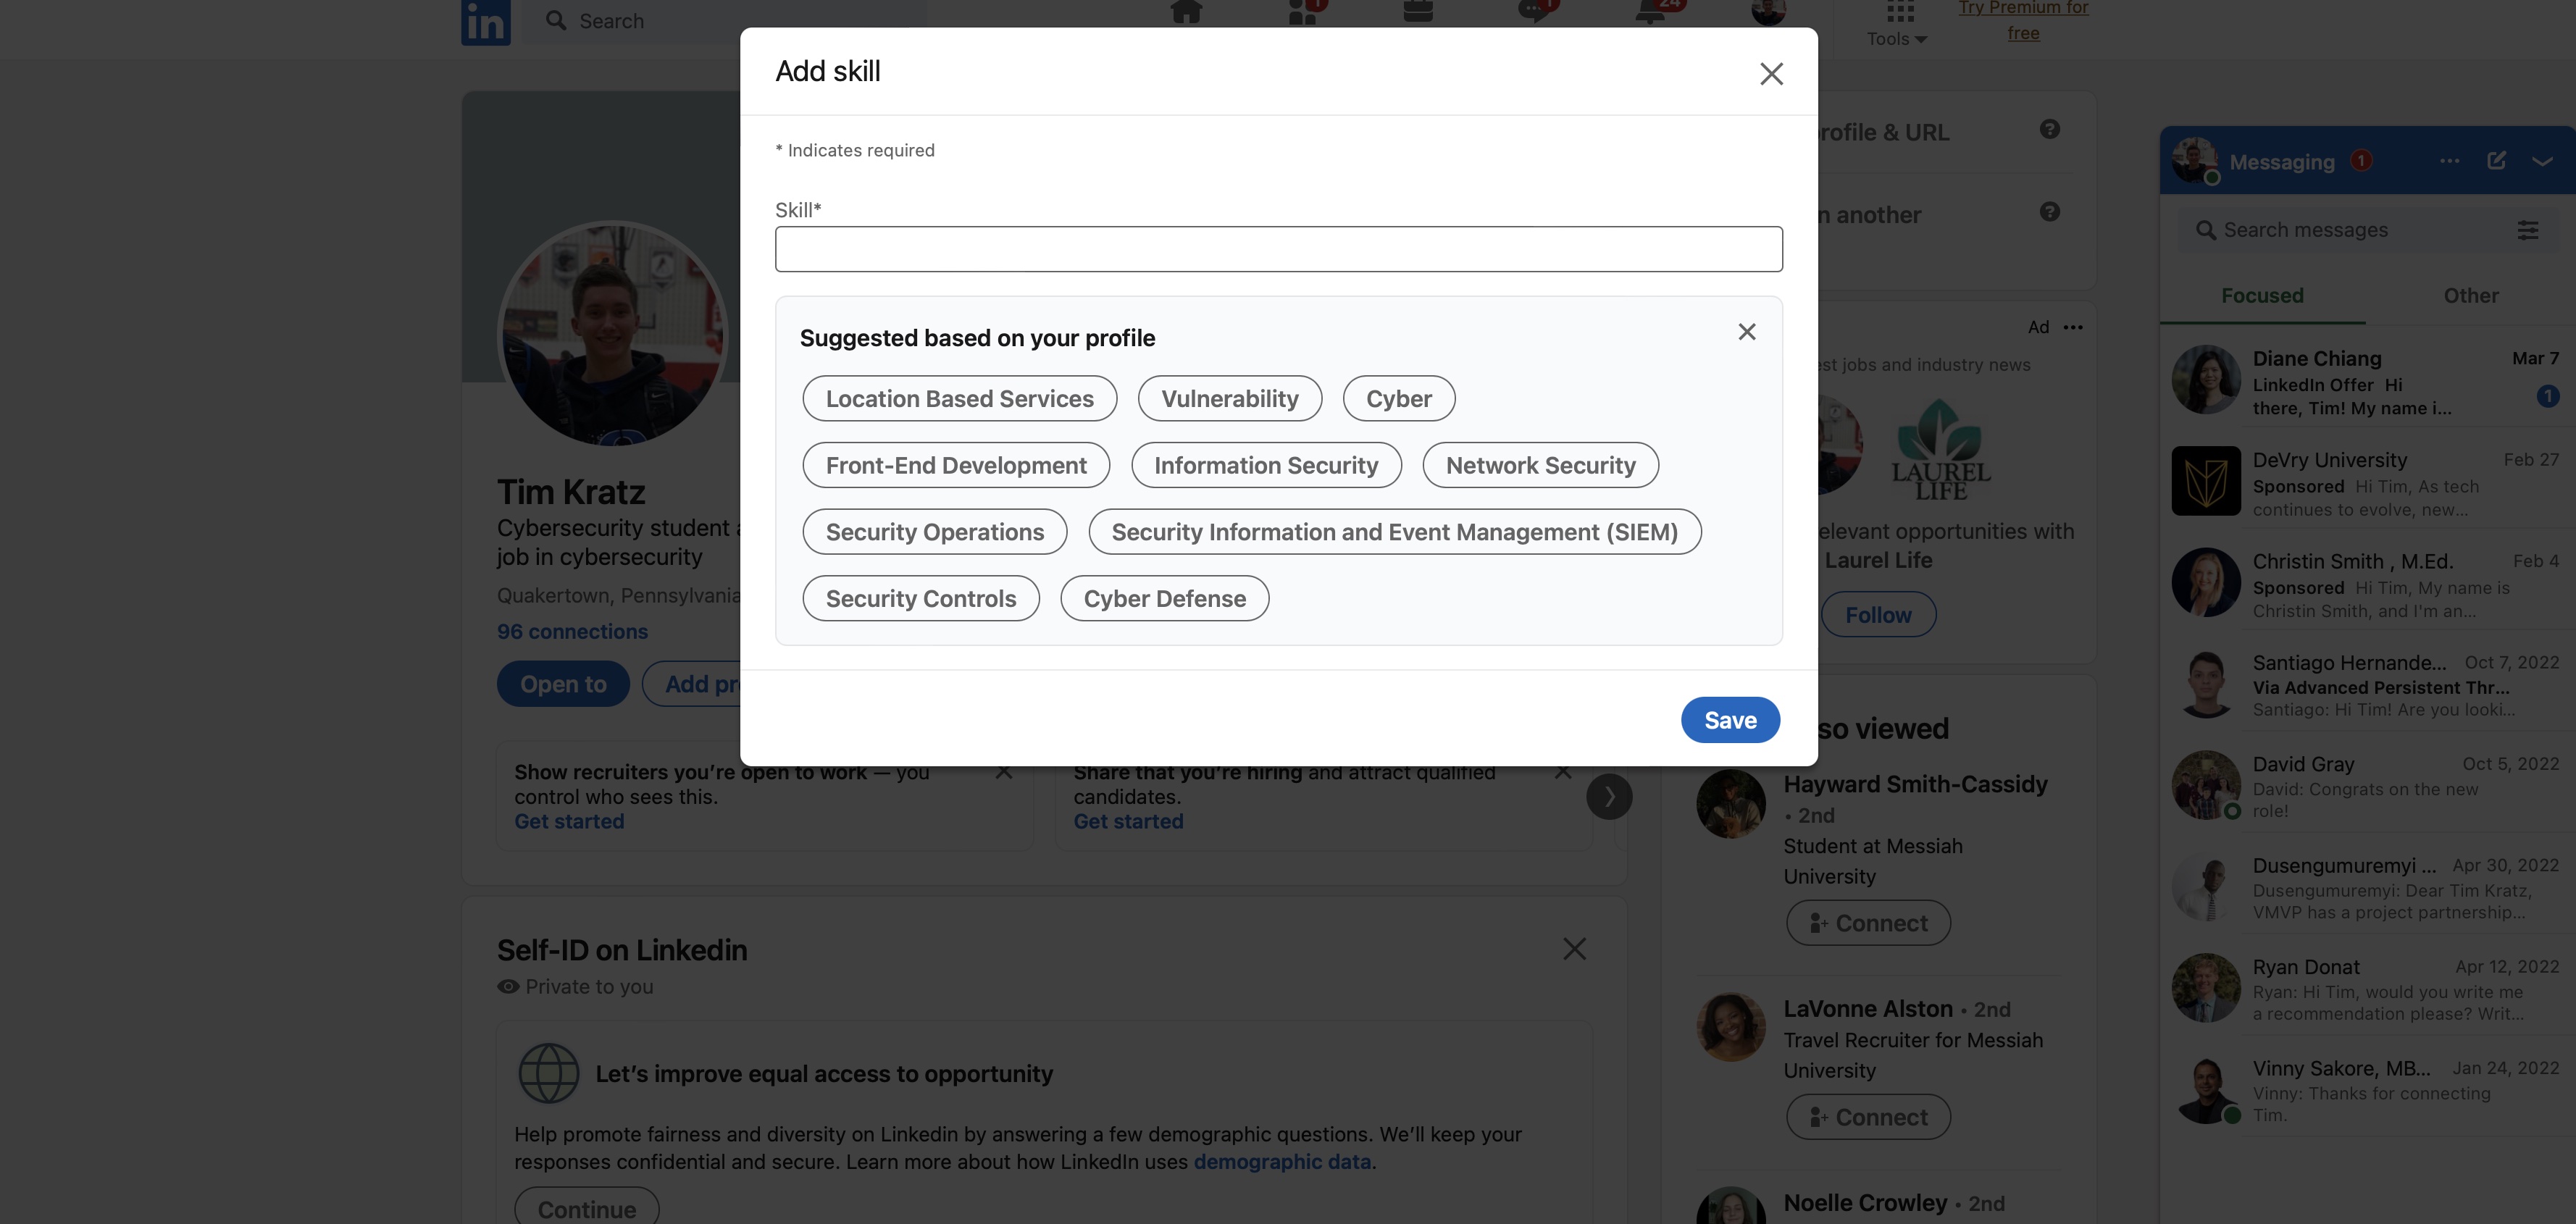 in
Search
1
1
24
Tools
Try Premium for
free
Add skill
* Indicates required
Skill*
Suggested based on your profile
Location Based Services
Vulnerability
Cyber
Front-End Development
Information Security
Network Security
Security Operations
Security Information and Event Management (SIEM)
Security Controls
Cyber Defense
Save
Tim Kratz
Cybersecurity student
job in cybersecurity
Quakertown, Pennsylvania
96 connections
Open to
Add
Show recruiters you're open to work — you
control who sees this.
Get started
Share that you're hiring and attract qualified
candidates.
Get started
Self-ID on Linkedin
Private to you
Let's improve equal access to opportunity
Help promote fairness and diversity on Linkedin by answering a few demographic questions. We'll keep your
responses confidential and secure. Learn more about how LinkedIn uses demographic data.
Continue
& URL
another
Ad
jobs and industry news
LAUREL
LIFE
opportunities with
Laurel Life
Follow
viewed
Hayward Smith-Cassidy
• 2nd
Student at Messiah
University
Connect
LaVonne Alston • 2nd
Travel Recruiter for Messiah
University
Connect
Noelle Crowley • 2nd
Messaging 1
Search messages
Focused
Other
Diane Chiang Mar 7
LinkedIn Offer Hi
there, Tim! My name i...
1
DeVry University Feb 27
Sponsored Hi Tim, As tech
continues to evolve, new...
Christin Smith , M.Ed. Feb 4
Sponsored Hi Tim, My name is
Christin Smith, and I'm an...
Santiago Hernande... Oct 7, 2022
Via Advanced Persistent Thr...
Santiago: Hi Tim! Are you looki...
David Gray Oct 5, 2022
David: Congrats on the new
role!
Dusengumuremyi ... Apr 30, 2022
Dusengumuremyi: Dear Tim Kratz,
VMVP has a project partnership...
Ryan Donat Apr 12, 2022
Ryan: Hi Tim, would you write me
a recommendation please? Writ...
Vinny Sakore, MB... Jan 24, 2022
Vinny: Thanks for connecting
Tim.